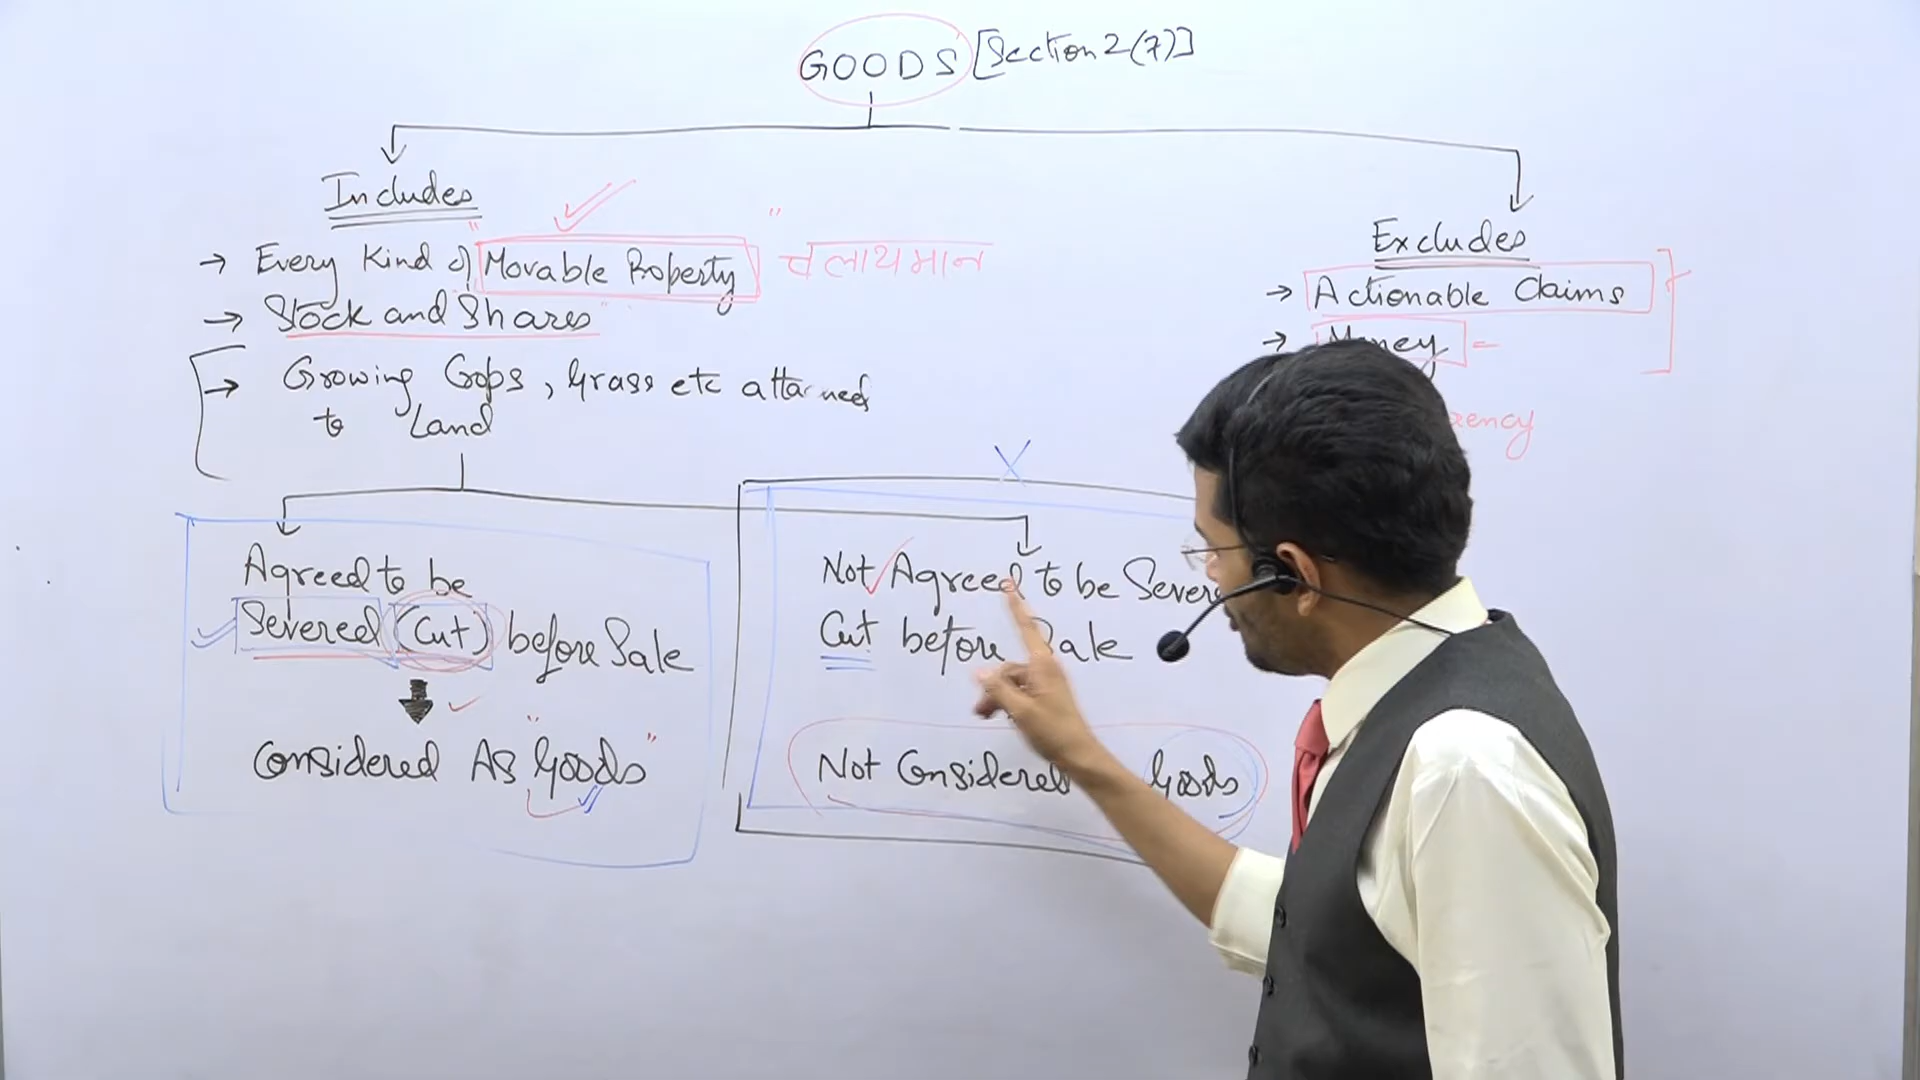 GOODS [Section 2(7)]
Includes
→ Every Kind of "Movable Property" चलायमान
→ Stock and Shares
→ Growing Crops, Grass etc attached
to Land
Excludes
→ Actionable Claims
→ Money
Agreed to be
Severed (Cut) before Sale
Considered As "Goods"
Not Agreed to be
Cut before Sale
Not Considered Goods